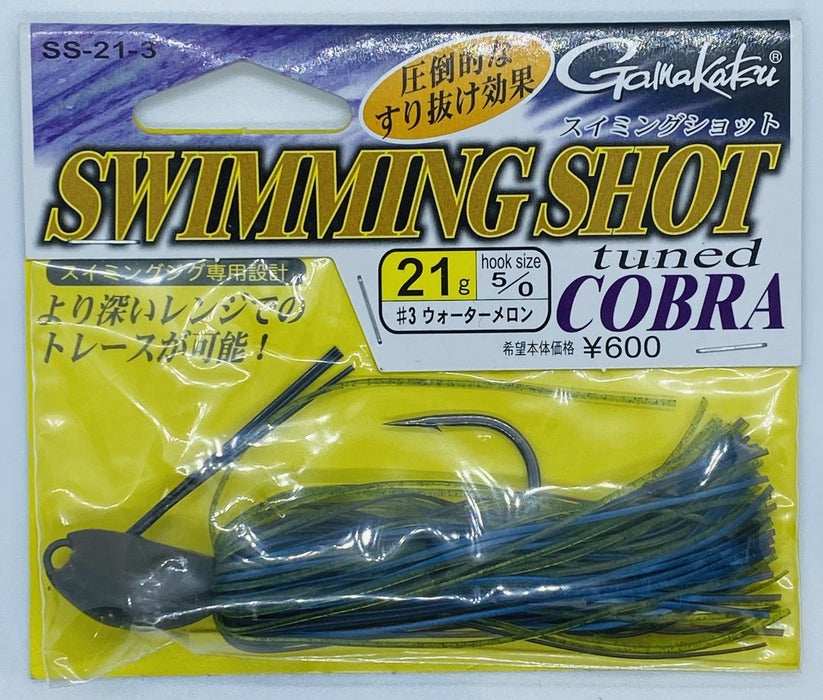 SS-21-3
圧倒的な
すり抜け効果
Gamakatsu®
スイミングショット
SWIMMING SHOT
tuned
COBRA
スイミングジグ専用設計
より深いレンジでの
トレースが可能！
21g
hook size
5/0
#3 ウォーターメロン
希望本体価格 ¥600